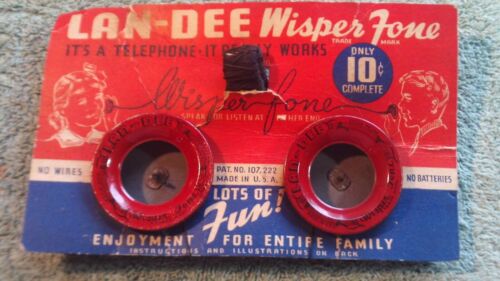 LAN-DEE Wisper Fone
TRADE MARK
IT'S A TELEPHONE · IT WORKS
ONLY
10¢
COMPLETE
Wisper fone
SPEAK OR LISTEN AT HER END
NO WIRES
PAT. NO. 107,222
MADE IN U.S.A.
NO BATTERIES
LOTS OF
Fun!
ENJOYMENT FOR ENTIRE FAMILY
INSTRUCTIONS AND ILLUSTRATIONS ON BACK